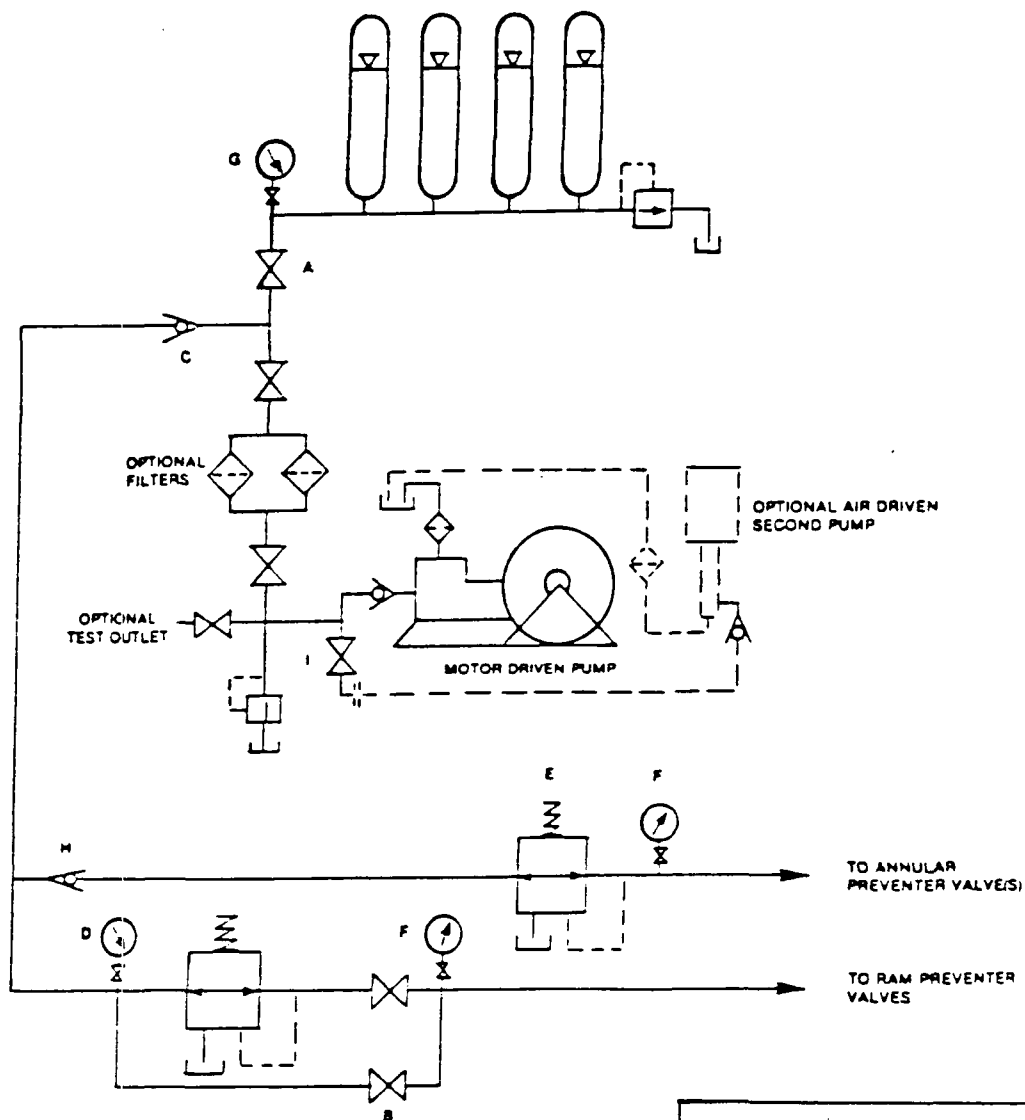 G
A
C
OPTIONAL
FILTERS
OPTIONAL AIR DRIVEN
SECOND PUMP
OPTIONAL
TEST OUTLET
I
MOTOR DRIVEN PUMP
E
F
H
TO ANNULAR
PREVENTER VALVE(S)
D
F
TO RAM PREVENTER
VALVES
B